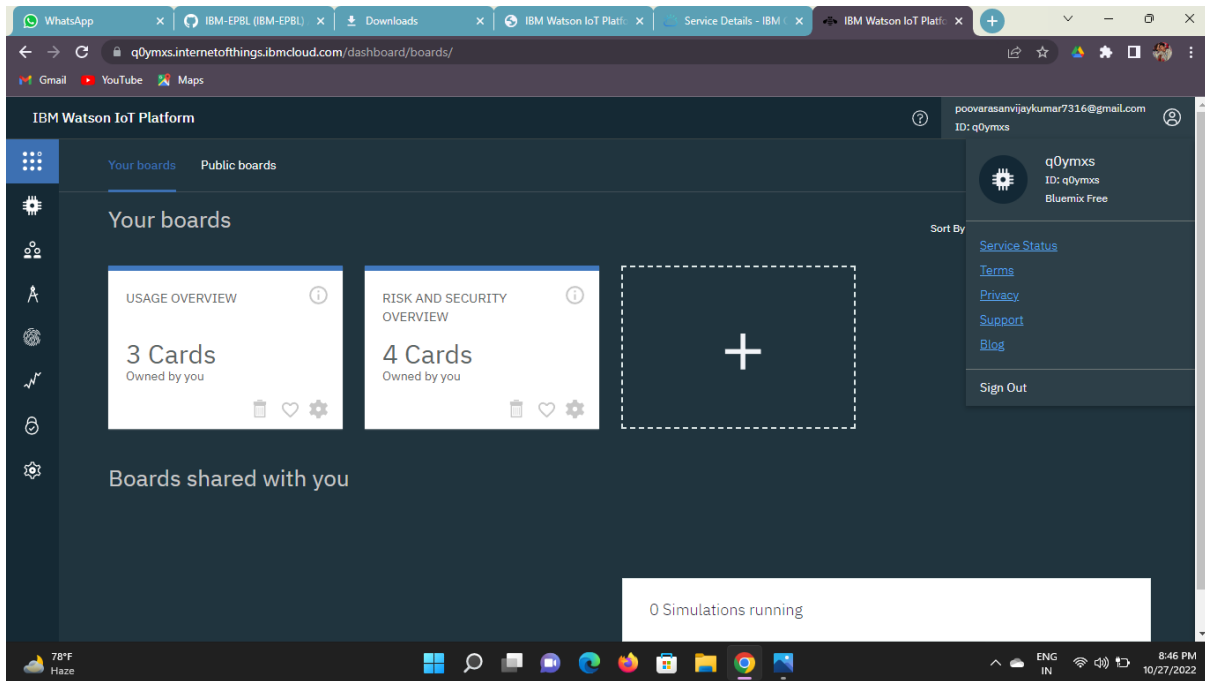 WhatsApp
IBM-EPBL (IBM-EPBL)
Downloads
IBM Watson IoT Platfo
Service Details - IBM C
IBM Watson IoT Platfo
q0ymxs.internetofthings.ibmcloud.com/dashboard/boards/
Gmail YouTube Maps
IBM Watson IoT Platform
poovarasanvijaykumar7316@gmail.com
ID: q0ymxs
Your boards Public boards
q0ymxs
ID: q0ymxs
Bluemix Free
Your boards
Sort By
Service Status
Terms
Privacy
Support
Blog
Sign Out
USAGE OVERVIEW
3 Cards
Owned by you
RISK AND SECURITY
OVERVIEW
4 Cards
Owned by you
Boards shared with you
0 Simulations running
78°F
Haze
ENG
IN
8:46 PM
10/27/2022